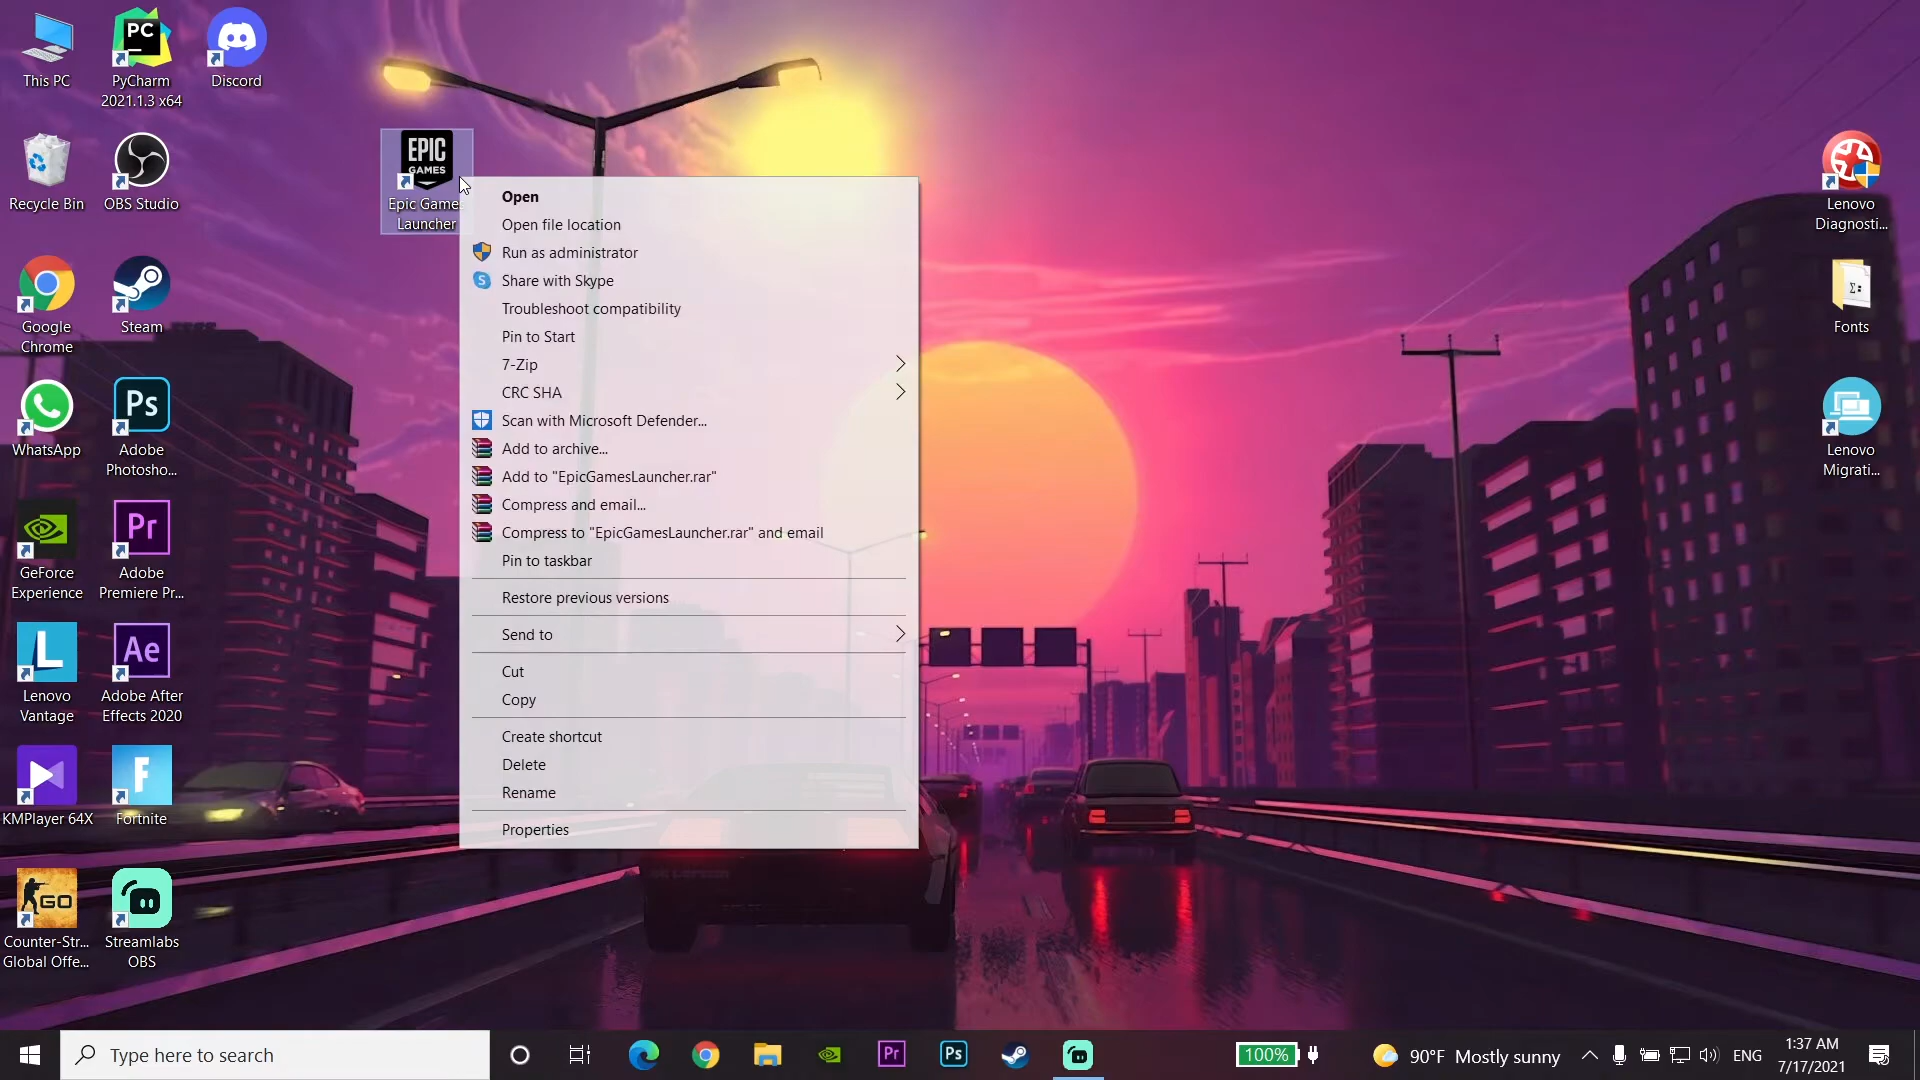 This PC
PyCharm
2021.1.3 x64
Discord
Recycle Bin
OBS Studio
EPIC
GAMES
Epic Games
Launcher
Google
Chrome
Steam
WhatsApp
Ps
Adobe
Photosho...
GeForce
Experience
Pr
Adobe
Premiere Pr...
L
Lenovo
Vantage
Ae
Adobe After
Effects 2020
KMPlayer 64X
F
Fortnite
GO
Counter-Str...
Global Offe...
Streamlabs
OBS
PC
Open
Open file location
Run as administrator
S
Share with Skype
Troubleshoot compatibility
Pin to Start
7-Zip
CRC SHA
Scan with Microsoft Defender...
Add to archive...
Add to "EpicGamesLauncher.rar"
Compress and email...
Compress to "EpicGamesLauncher.rar" and email
Pin to taskbar
Restore previous versions
Send to
Cut
Copy
Create shortcut
Delete
Rename
Properties
Lenovo
Diagnosti...
Fonts
Lenovo
Migrati...
Type here to search
Pr
Ps
100%
90°F Mostly sunny
ENG
1:37 AM
7/17/2021